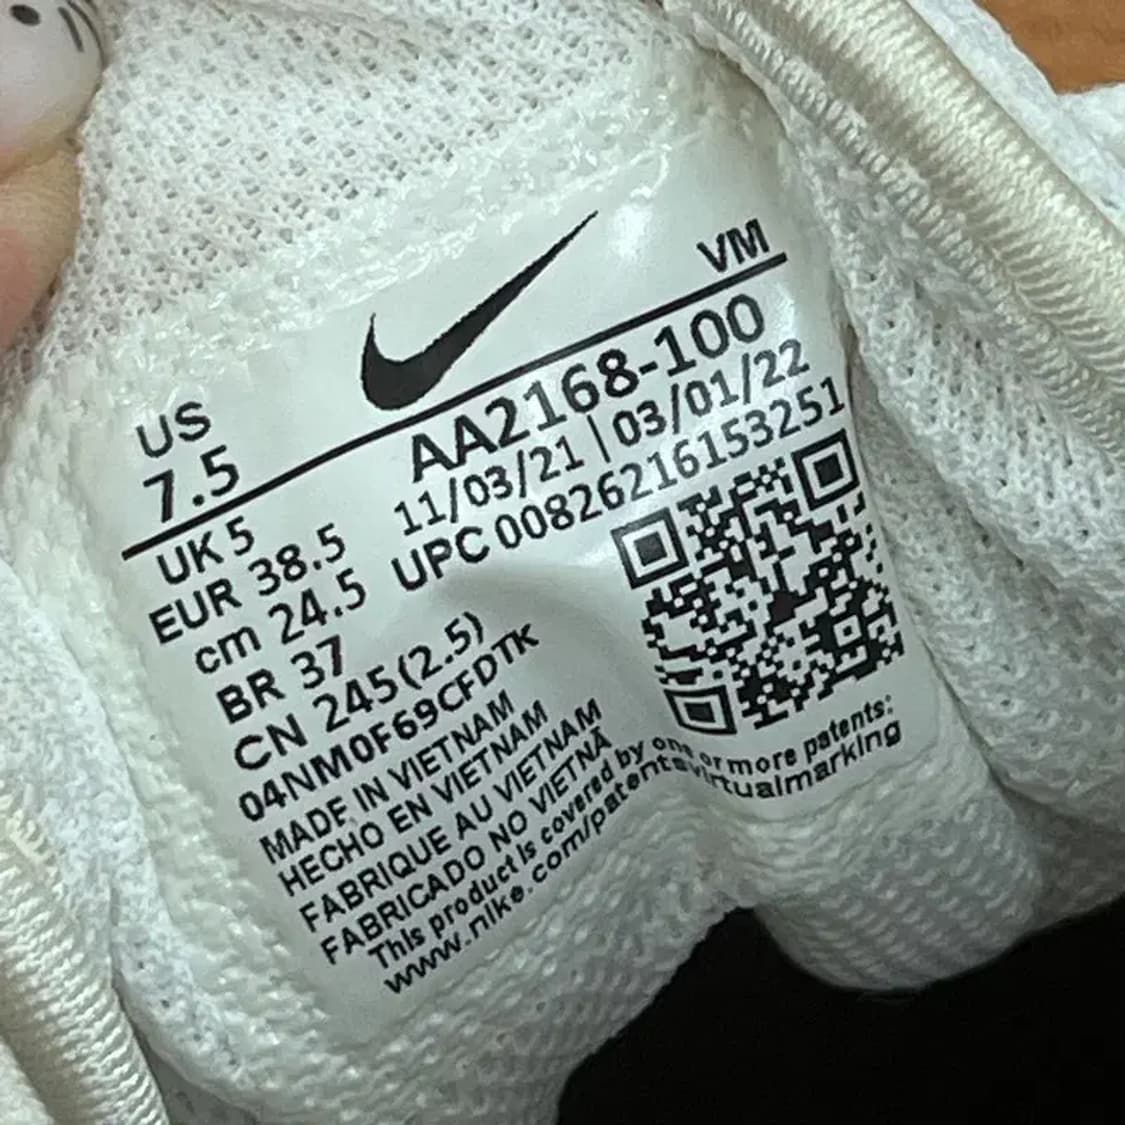 VM
US
7.5
AA2168-100
11/03/21 | 03/01/22
UPC 00826216153251
UK 5
EUR 38.5
cm 24.5
BR 37
CN 245(2.5)
04NM0F69CFDTK
MADE IN VIETNAM
HECHO EN VIETNAM
FABRIQUE AU VIETNAM
FABRICADO NO VIETNÃ
This product is covered by one or more patents:
www.nike.com/patentsvirtualmarking